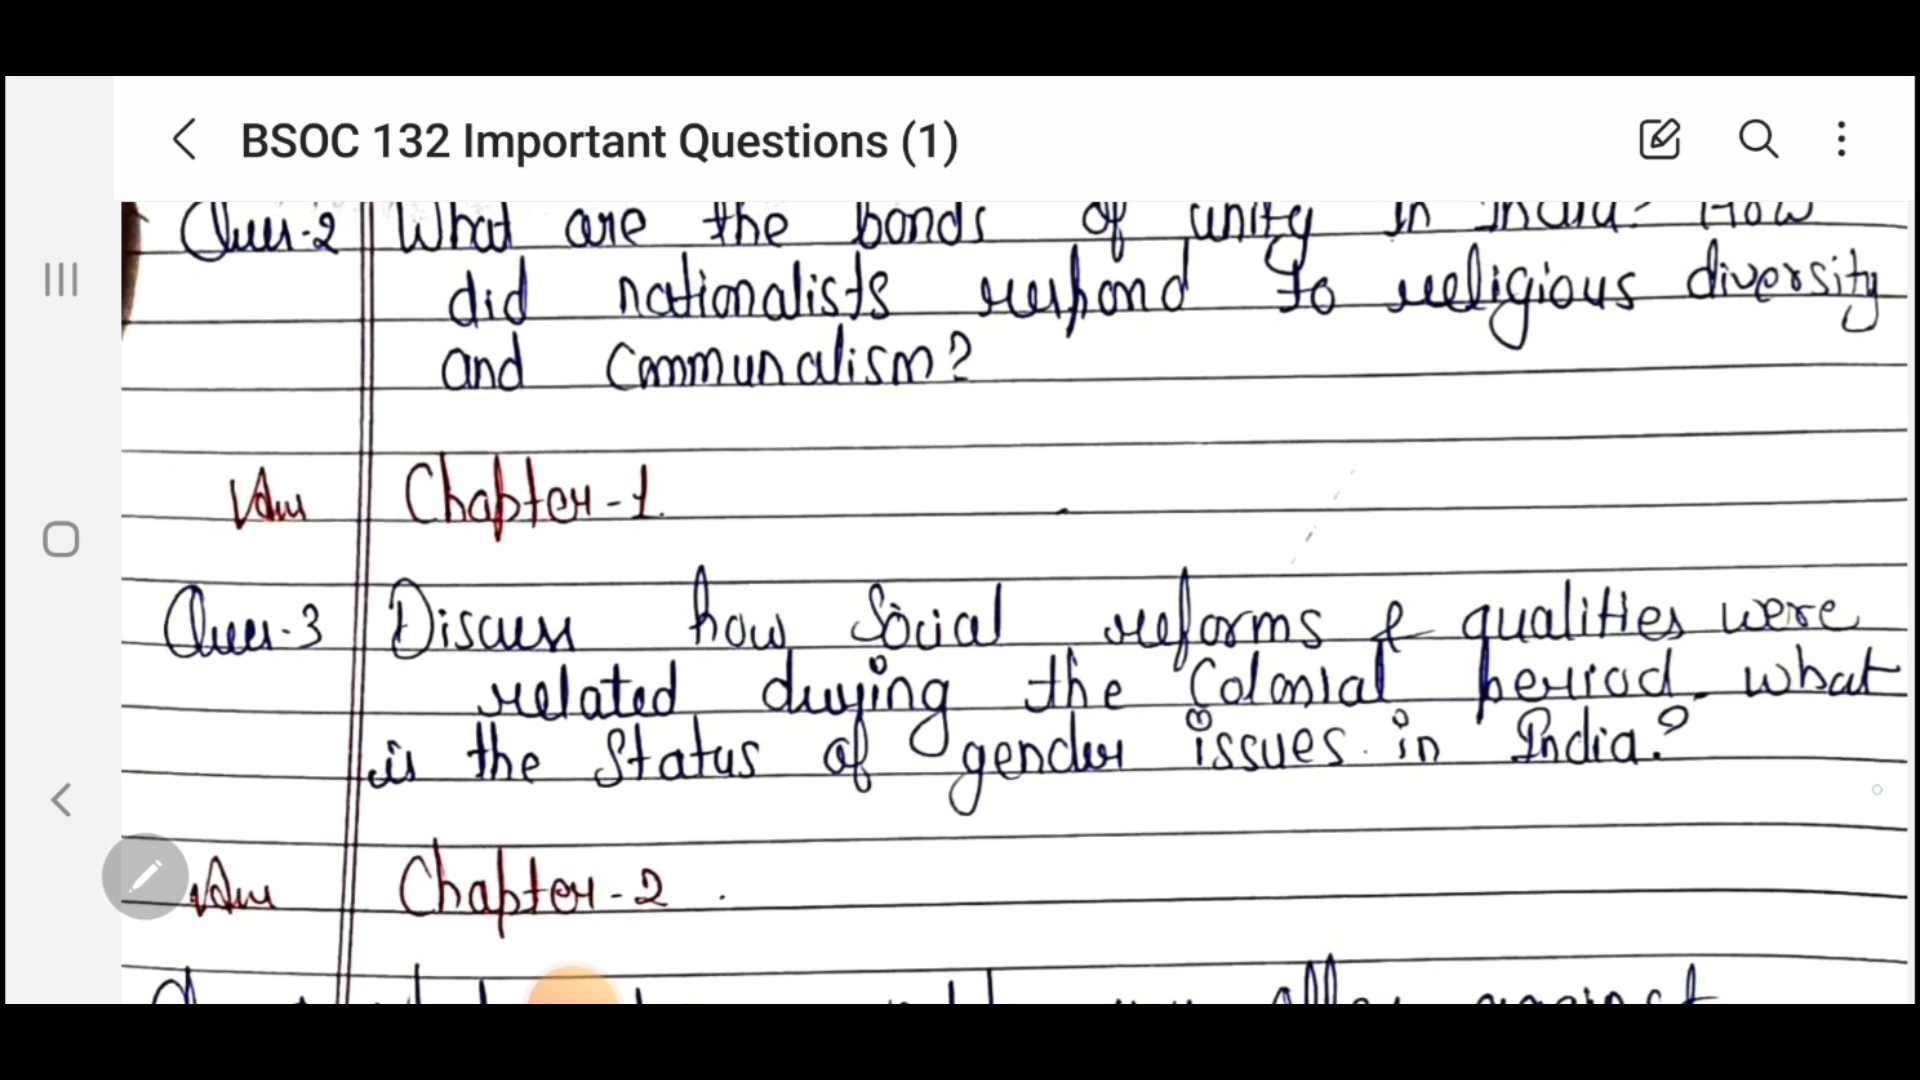 BSOC 132 Important Questions (1)
Ques-2 What are the bonds of unity in India? How
did nationalists respond to religious diversity
and Communalism?
Chapter-1.
Ques-3 Discuss how Social reforms & qualities were
related during the Colonial period. what
is the Status of gender issues. in India?
Chapter-2.